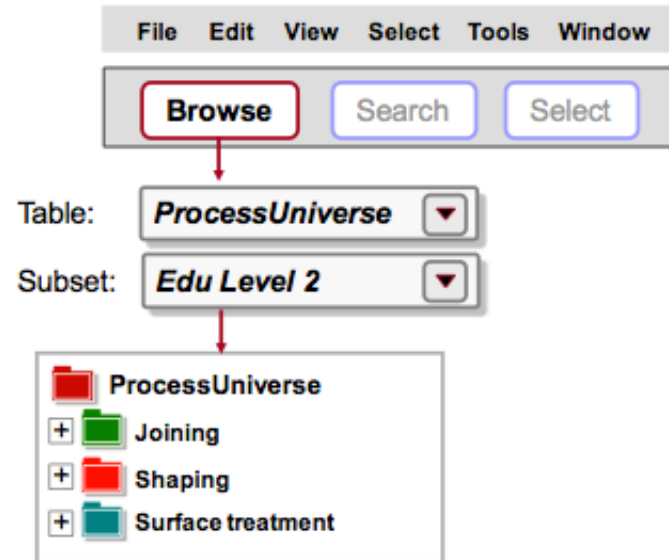 File Edit View Select Tools Window
Browse Search Select
Table: ProcessUniverse
Subset: Edu Level 2
ProcessUniverse
+ Joining
+ Shaping
+ Surface treatment